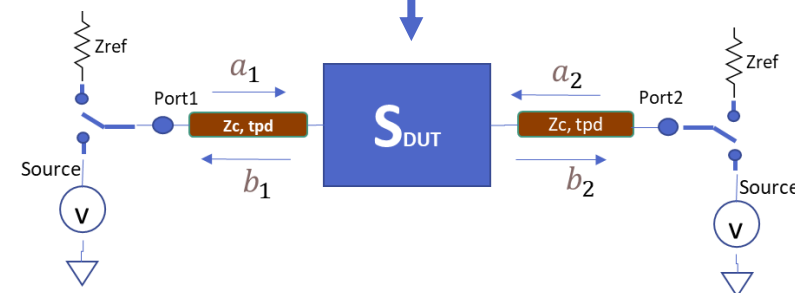 Zref
Zref
a1
a2
Port1
Port2
Zc, tpd
SDUT
Zc, tpd
b1
b2
Source
Source
V
V